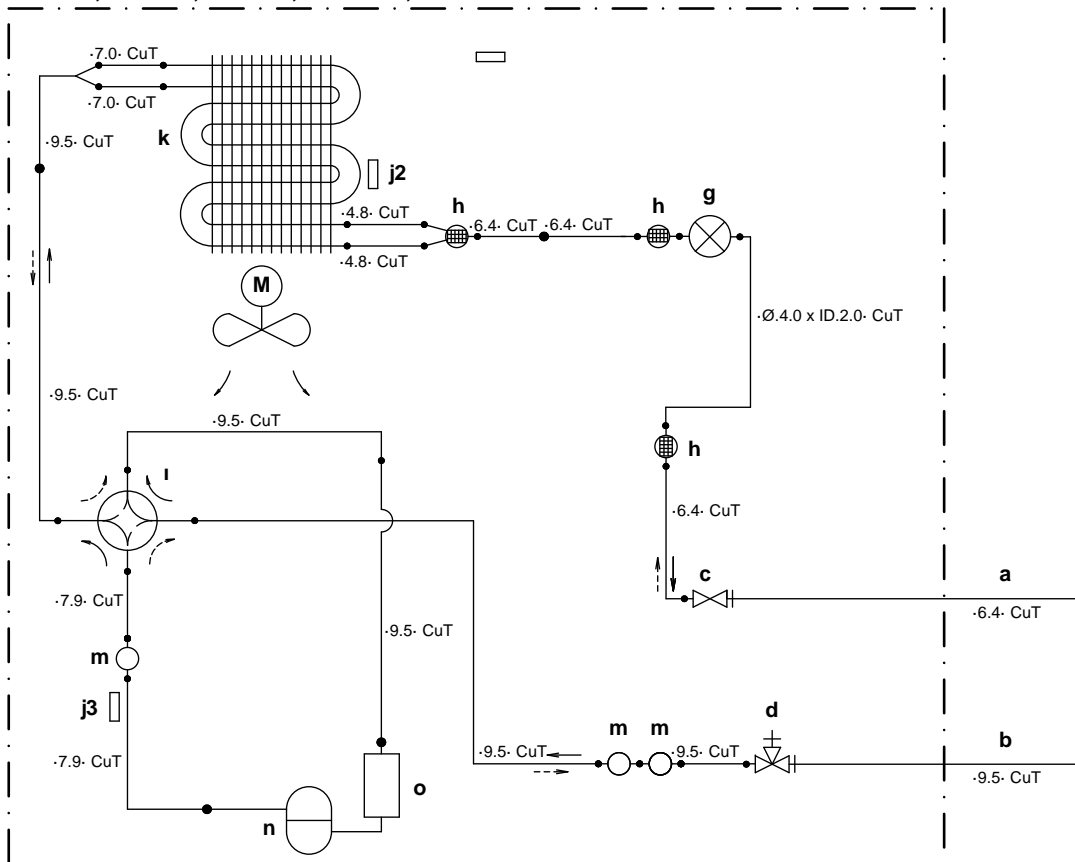 ·7.0· CuT
·7.0· CuT
·9.5· CuT
k
j2
·4.8· CuT
·4.8· CuT
h
·6.4· CuT
·6.4· CuT
h
g
M
·Ø.4.0 x ID.2.0· CuT
·9.5· CuT
·9.5· CuT
h
·6.4· CuT
·7.9· CuT
c
a
·6.4· CuT
·9.5· CuT
m
j3
·7.9· CuT
·9.5· CuT
m
m
·9.5· CuT
d
b
·9.5· CuT
o
n